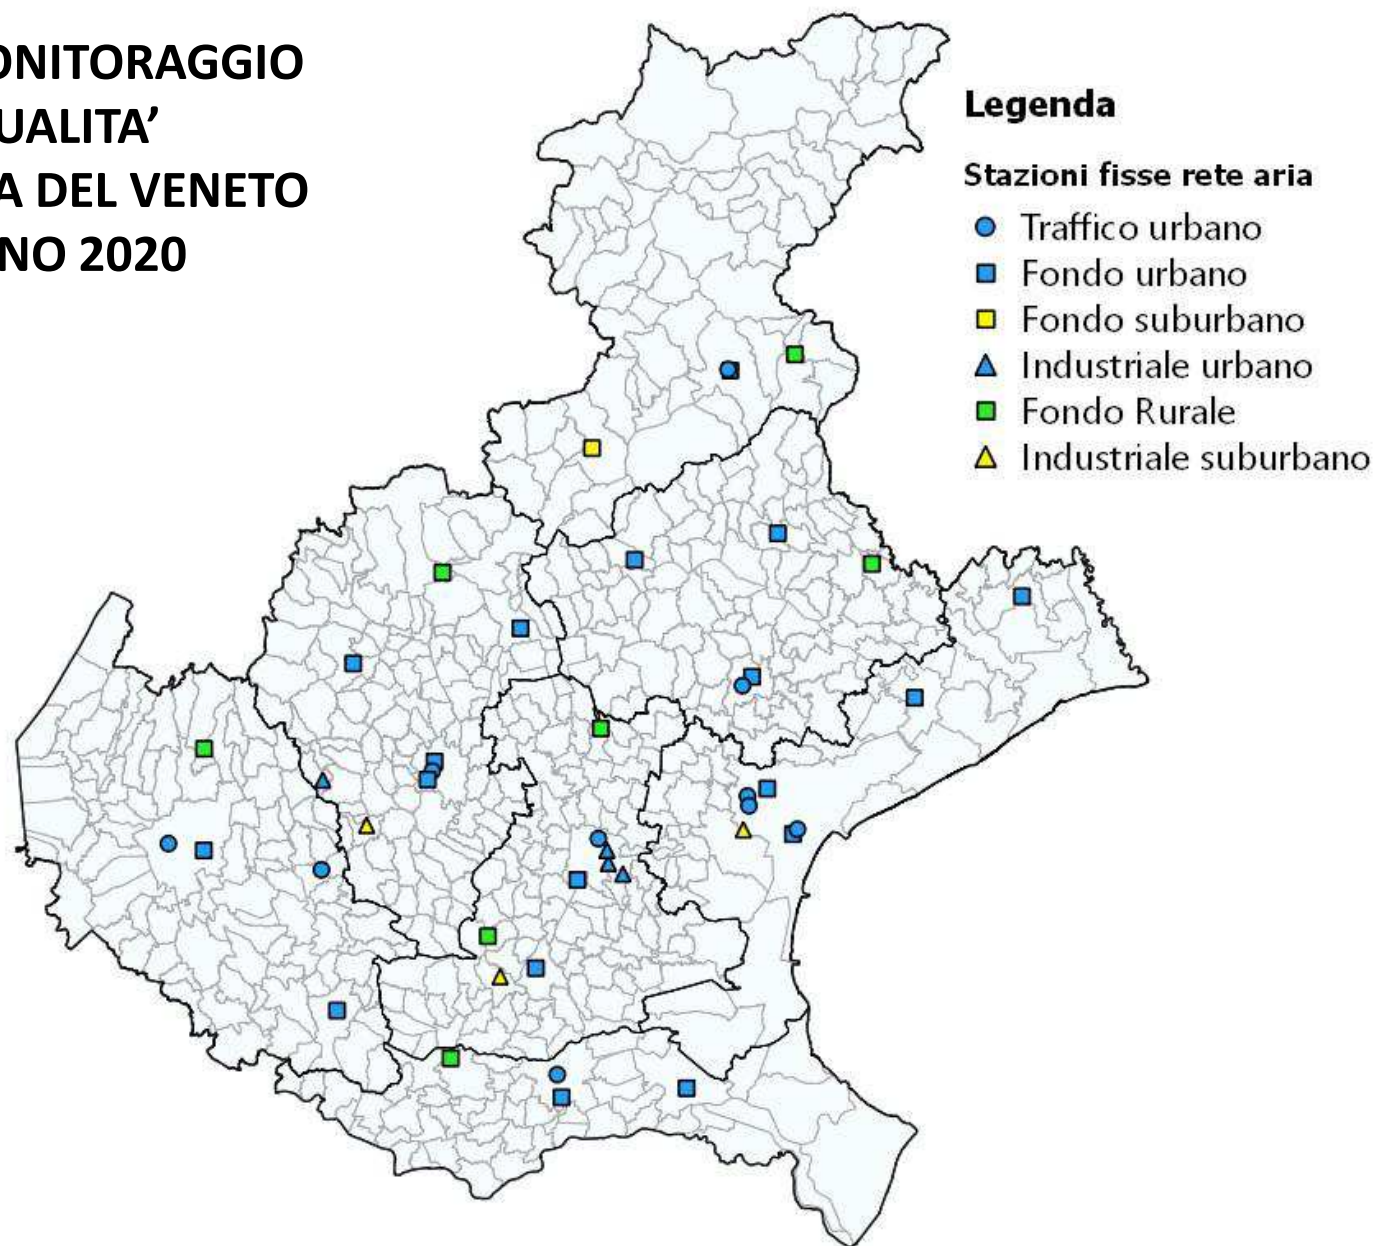 ONITORAGGIO
UALITA’
A DEL VENETO
NO 2020
Legenda
Stazioni fisse rete aria
Traffico urbano
Fondo urbano
Fondo suburbano
Industriale urbano
Fondo Rurale
Industriale suburbano